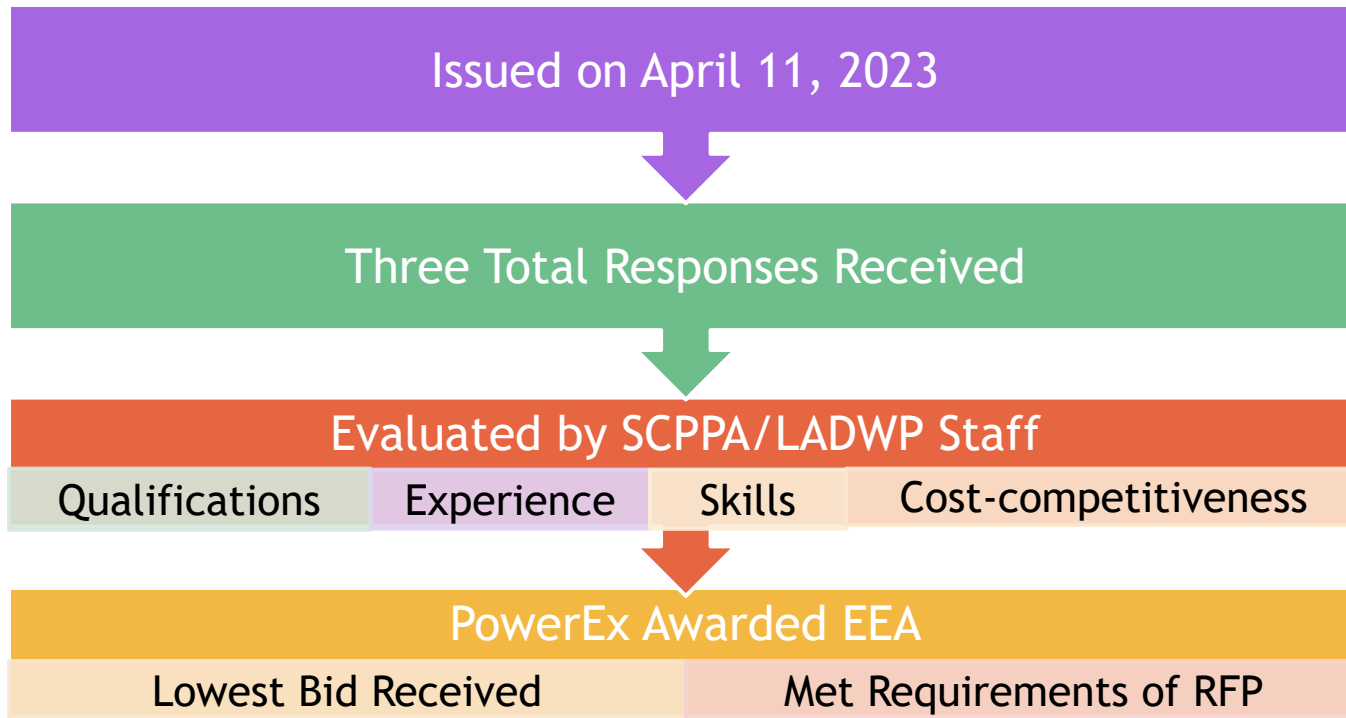 Issued on April 11, 2023
Three Total Responses Received
Evaluated by SCPPA/LADWP Staff
Qualifications Experience Skills Cost-competitiveness
PowerEx Awarded EEA
Lowest Bid Received Met Requirements of RFP